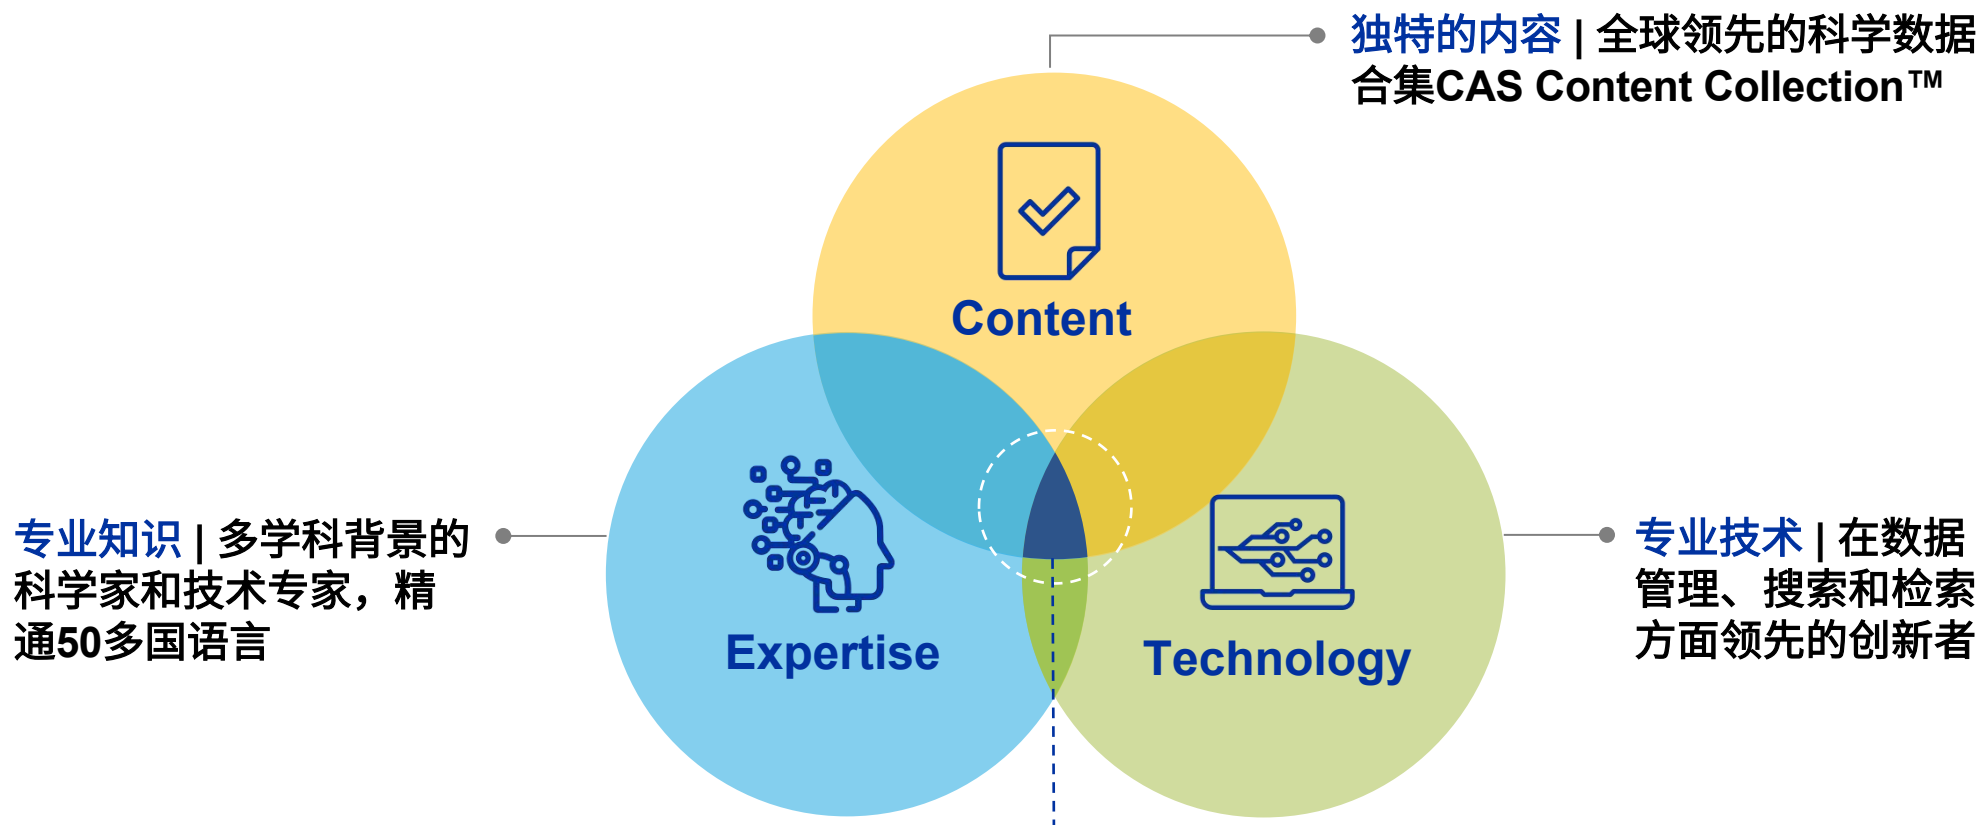 独特的内容 | 全球领先的科学数据
合集CAS Content Collection™
Content
专业知识 | 多学科背景的
科学家和技术专家，精
通50多国语言
Expertise
Technology
专业技术 | 在数据
管理、搜索和检索
方面领先的创新者